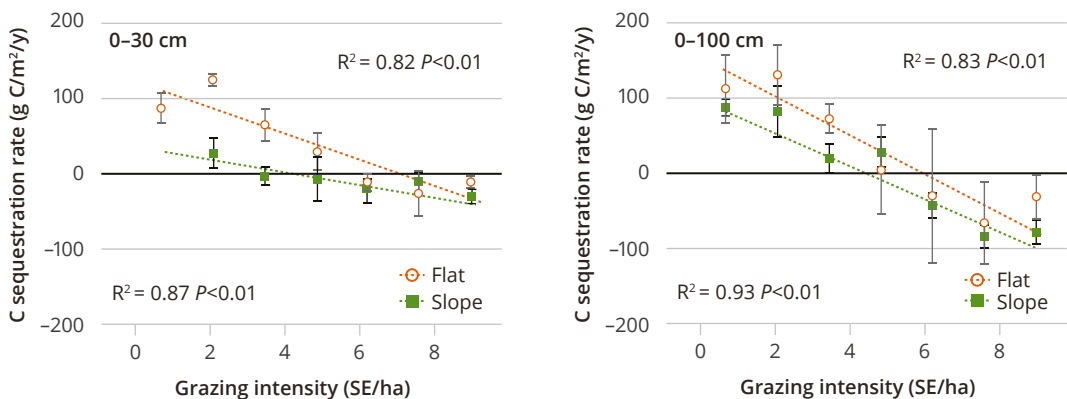 C sequestration rate (g C/m²/y)
200
100
0
–100
–200
0–30 cm
R² = 0.82 P<0.01
R² = 0.87 P<0.01
Flat
Slope
0 2 4 6 8
Grazing intensity (SE/ha)
C sequestration rate (g C/m²/y)
200
100
0
–100
–200
0–100 cm
R² = 0.83 P<0.01
R² = 0.93 P<0.01
Flat
Slope
0 2 4 6 8
Grazing intensity (SE/ha)